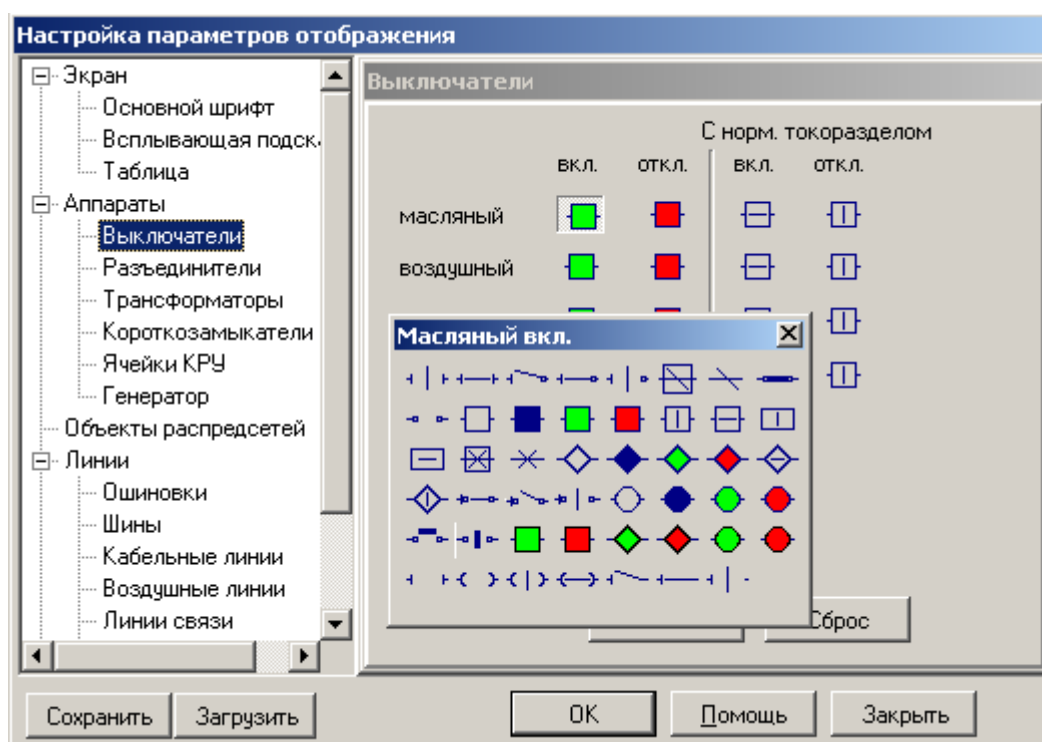 Настройка параметров отображения
Экран
Основной шрифт
Всплывающая подск
Таблица
Аппараты
Выключатели
Разъединители
Трансформаторы
Короткозамыкатели
Ячейки КРУ
Генератор
Объекты распредсетей
Линии
Ошиновки
Шины
Кабельные линии
Воздушные линии
Линии связи
Выключатели
С норм. токоразделом
вкл. откл. вкл. откл.
масляный
воздушный
Масляный вкл.
Сброс
Сохранить Загрузить ОК Помощь Закрыть